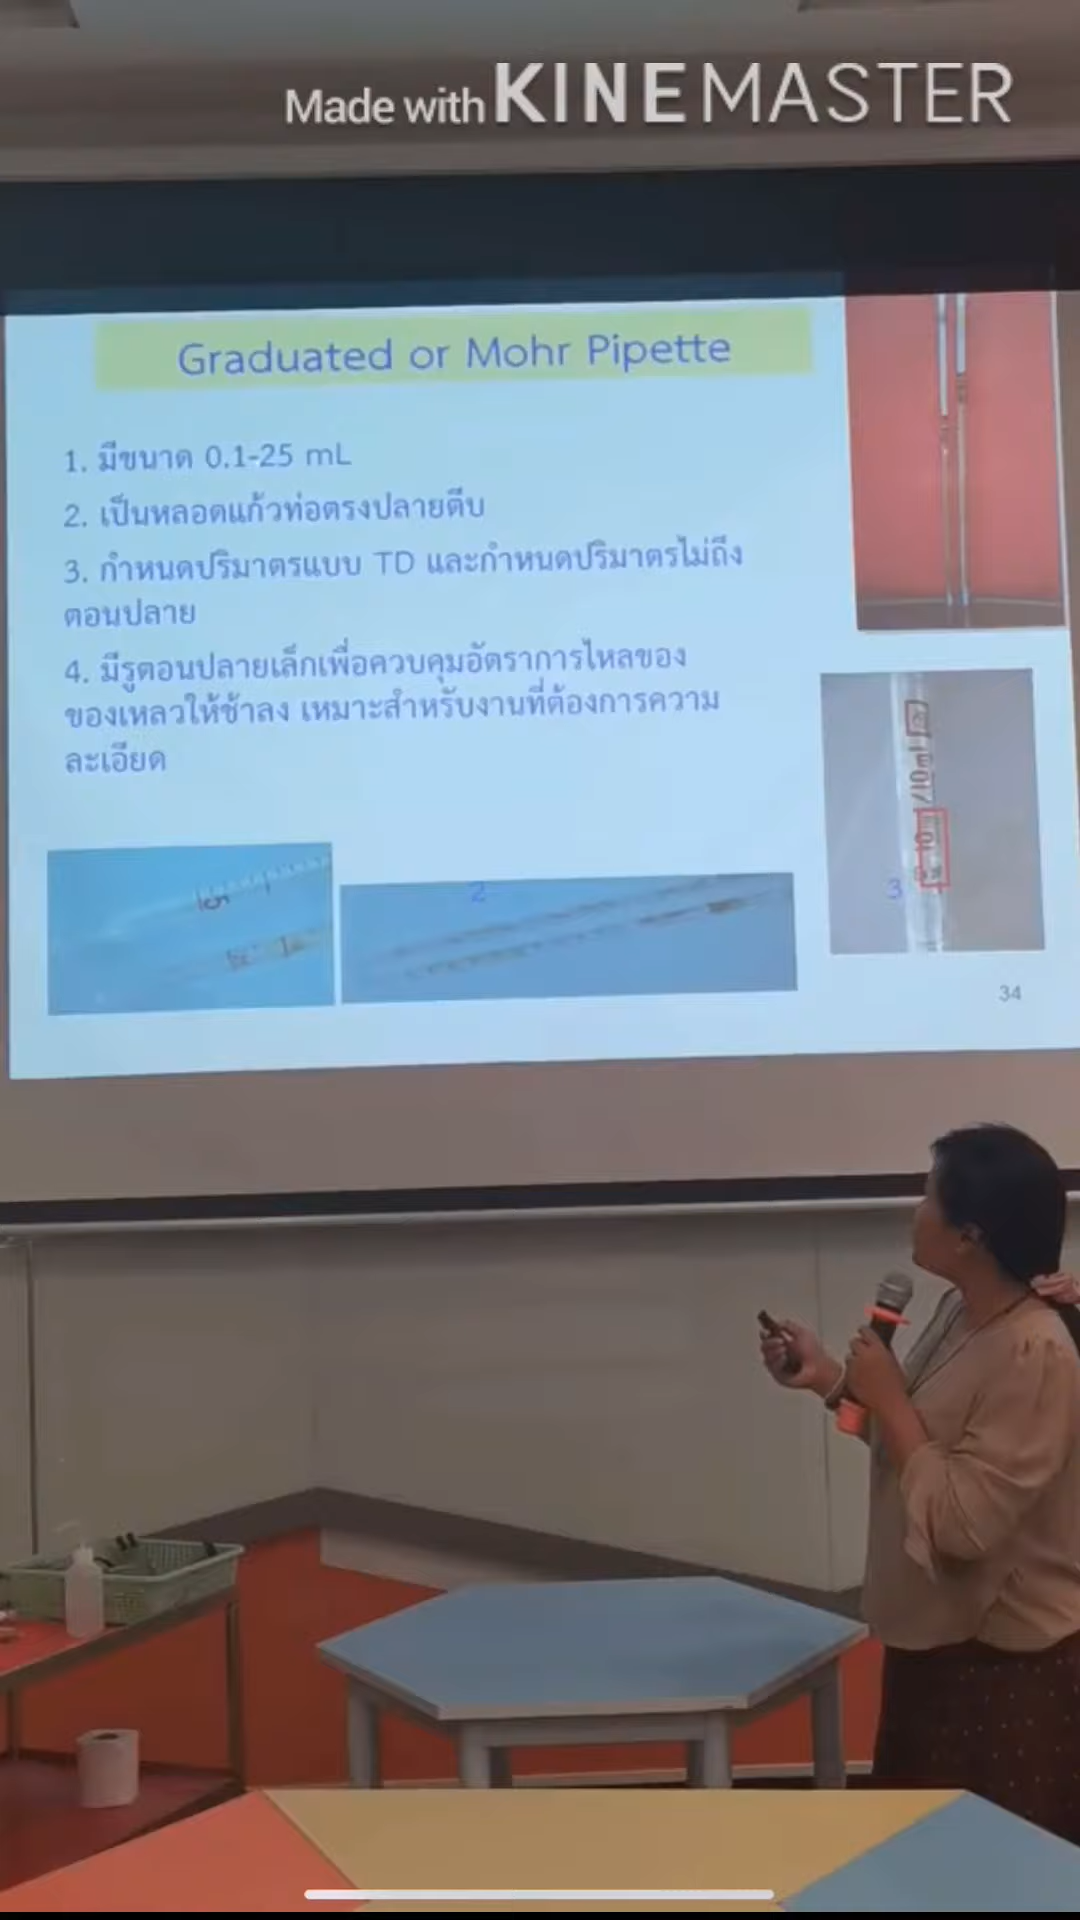 Made with KINEMASTER
Graduated or Mohr Pipette
1. มีขนาด 0.1-25 mL
2. เป็นหลอดแก้วท่อตรงปลายตีบ
3. กำหนดปริมาตรแบบ TD และกำหนดปริมาตรไม่ถึง
ตอนปลาย
4. มีรูตอนปลายเล็กเพื่อควบคุมอัตราการไหลของ
ของเหลวให้ช้าลง เหมาะสำหรับงานที่ต้องการความ
ละเอียด
2
3
34